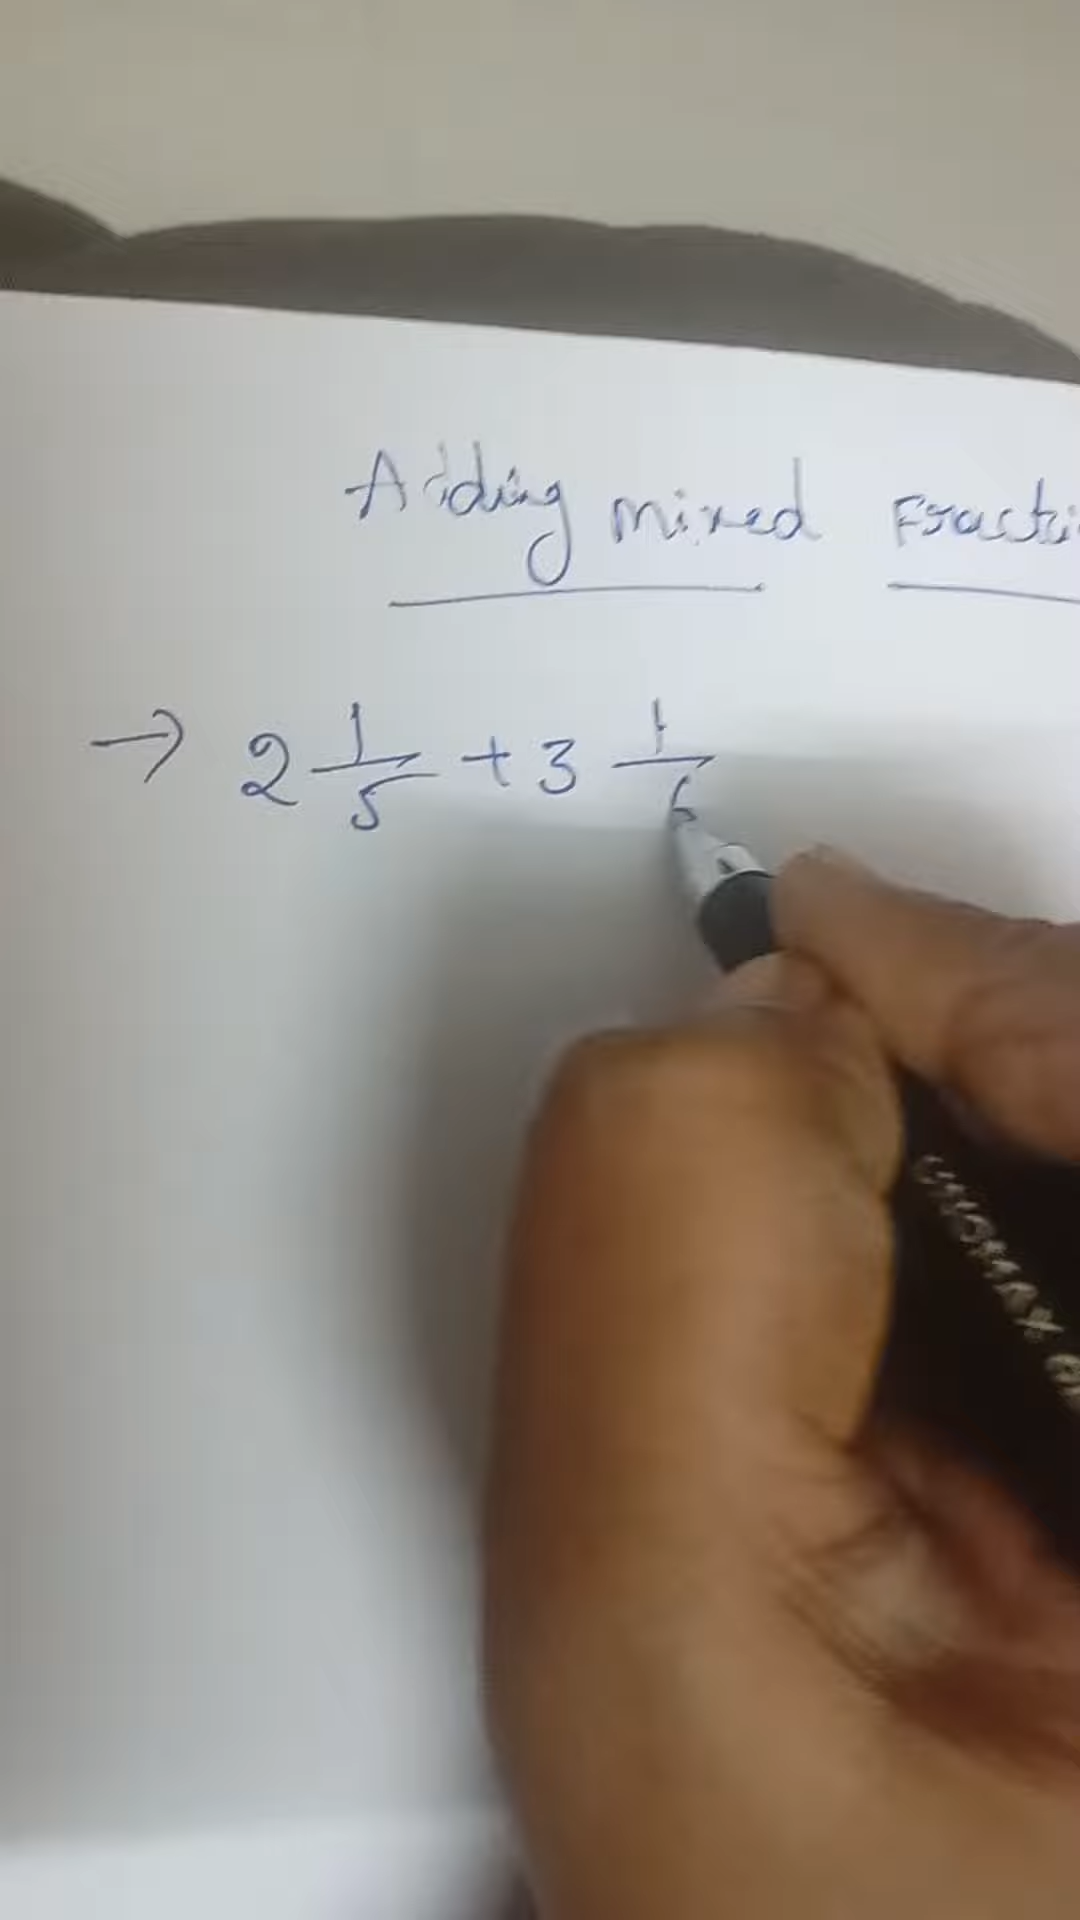 Adding mixed Fracti
→ 2 1/5 + 3 1/6